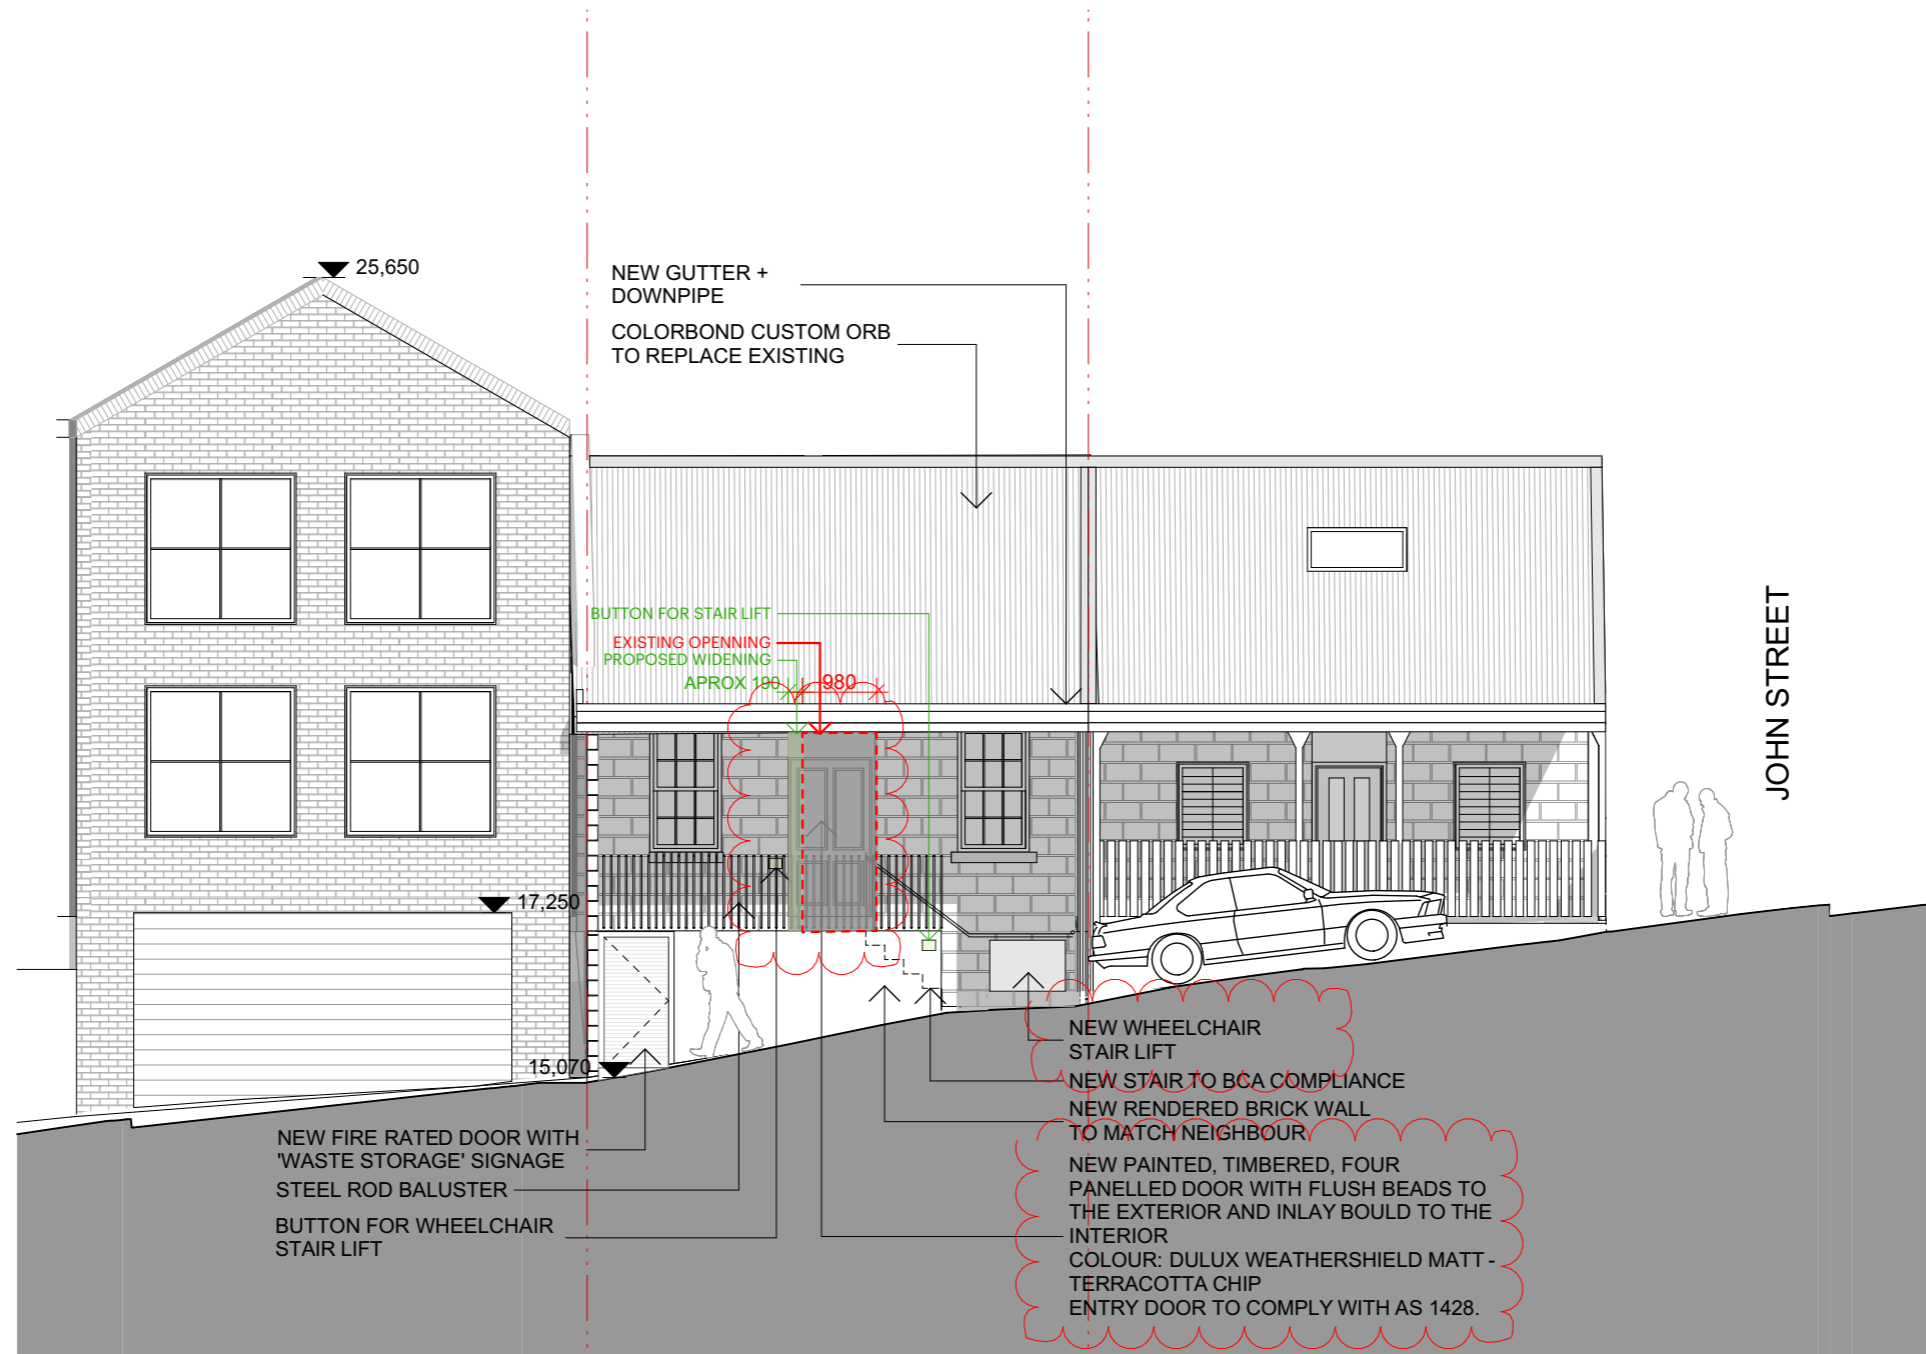 25,650
NEW GUTTER +
DOWNPIPE
COLORBOND CUSTOM ORB
TO REPLACE EXISTING
JOHN STREET
BUTTON FOR STAIR LIFT
EXISTING OPENNING
PROPOSED WIDENING
APROX 190
980
17,250
15,070
NEW FIRE RATED DOOR WITH
'WASTE STORAGE' SIGNAGE
STEEL ROD BALUSTER
BUTTON FOR WHEELCHAIR
STAIR LIFT
NEW WHEELCHAIR
STAIR LIFT
NEW STAIR TO BCA COMPLIANCE
NEW RENDERED BRICK WALL
TO MATCH NEIGHBOUR
NEW PAINTED, TIMBERED, FOUR
PANELLED DOOR WITH FLUSH BEADS TO
THE EXTERIOR AND INLAY BOULD TO THE
INTERIOR
COLOUR: DULUX WEATHERSHIELD MATT -
TERRACOTTA CHIP
ENTRY DOOR TO COMPLY WITH AS 1428.